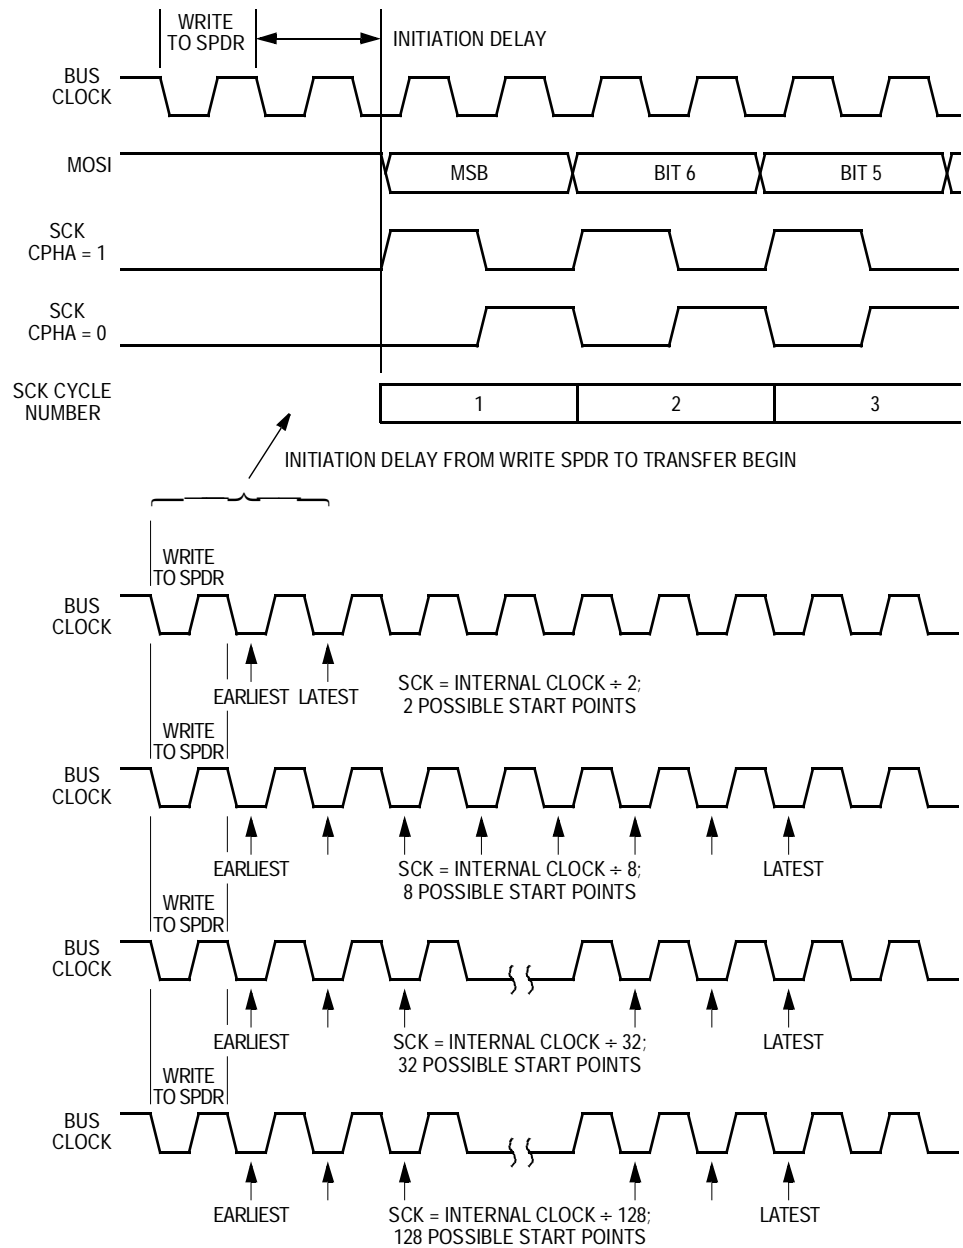 WRITE
TO SPDR
INITIATION DELAY
BUS
CLOCK
MOSI
MSB
BIT 6
BIT 5
SCK
CPHA = 1
SCK
CPHA = 0
SCK CYCLE
NUMBER
1
2
3
INITIATION DELAY FROM WRITE SPDR TO TRANSFER BEGIN
WRITE
TO SPDR
BUS
CLOCK
EARLIEST
LATEST
SCK = INTERNAL CLOCK ÷ 2;
2 POSSIBLE START POINTS
WRITE
TO SPDR
BUS
CLOCK
EARLIEST
SCK = INTERNAL CLOCK ÷ 8;
8 POSSIBLE START POINTS
LATEST
WRITE
TO SPDR
BUS
CLOCK
EARLIEST
SCK = INTERNAL CLOCK ÷ 32;
32 POSSIBLE START POINTS
LATEST
WRITE
TO SPDR
BUS
CLOCK
EARLIEST
SCK = INTERNAL CLOCK ÷ 128;
128 POSSIBLE START POINTS
LATEST